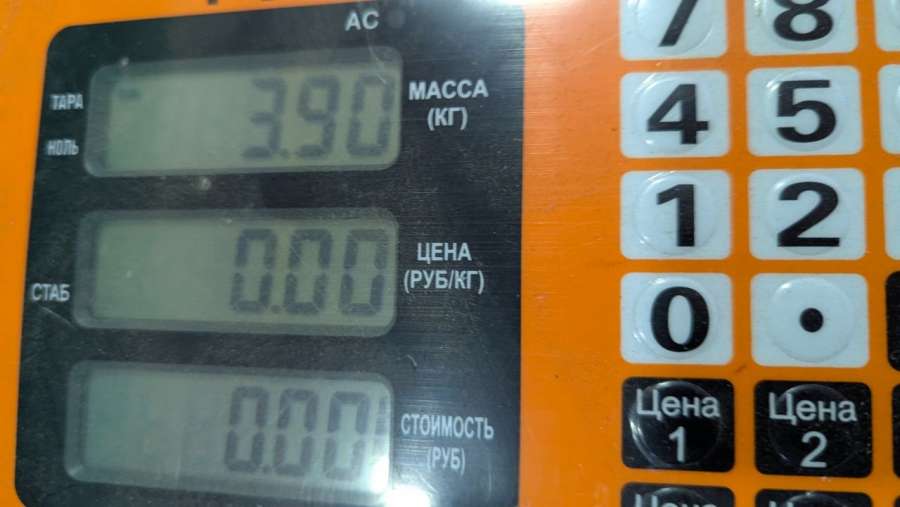 AC
ТАРА
НОЛЬ
3.90
МАССА
(КГ)
СТАБ
0.00
ЦЕНА
(РУБ/КГ)
0.00
СТОИМОСТЬ
(РУБ)
7 8
4 5
1 2
0 .
Цена Цена
1 2